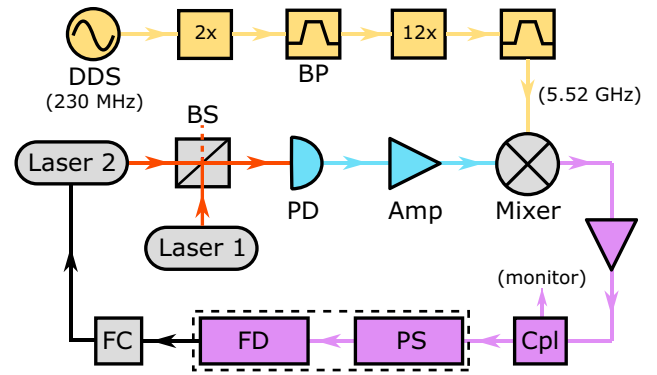 2x
12x
DDS
(230 MHz)
BP
(5.52 GHz)
BS
Laser 2
PD
Amp
Mixer
Laser 1
(monitor)
FC
FD
PS
Cpl